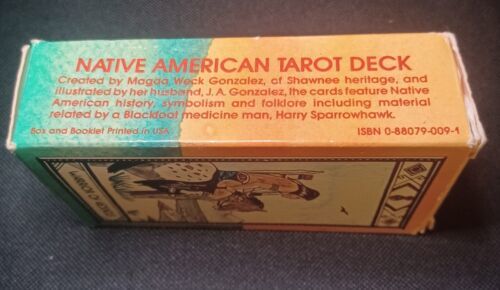 NATIVE AMERICAN TAROT DECK
Created by Magda Weck Gonzalez, of Shawnee heritage, and
illustrated by her husband, J. A. Gonzalez, the cards feature Native
American history, symbolism and folklore including material
related by a Blackfoot medicine man, Harry Sparrowhawk.
Box and Booklet Printed in USA
ISBN 0-88079-009-1